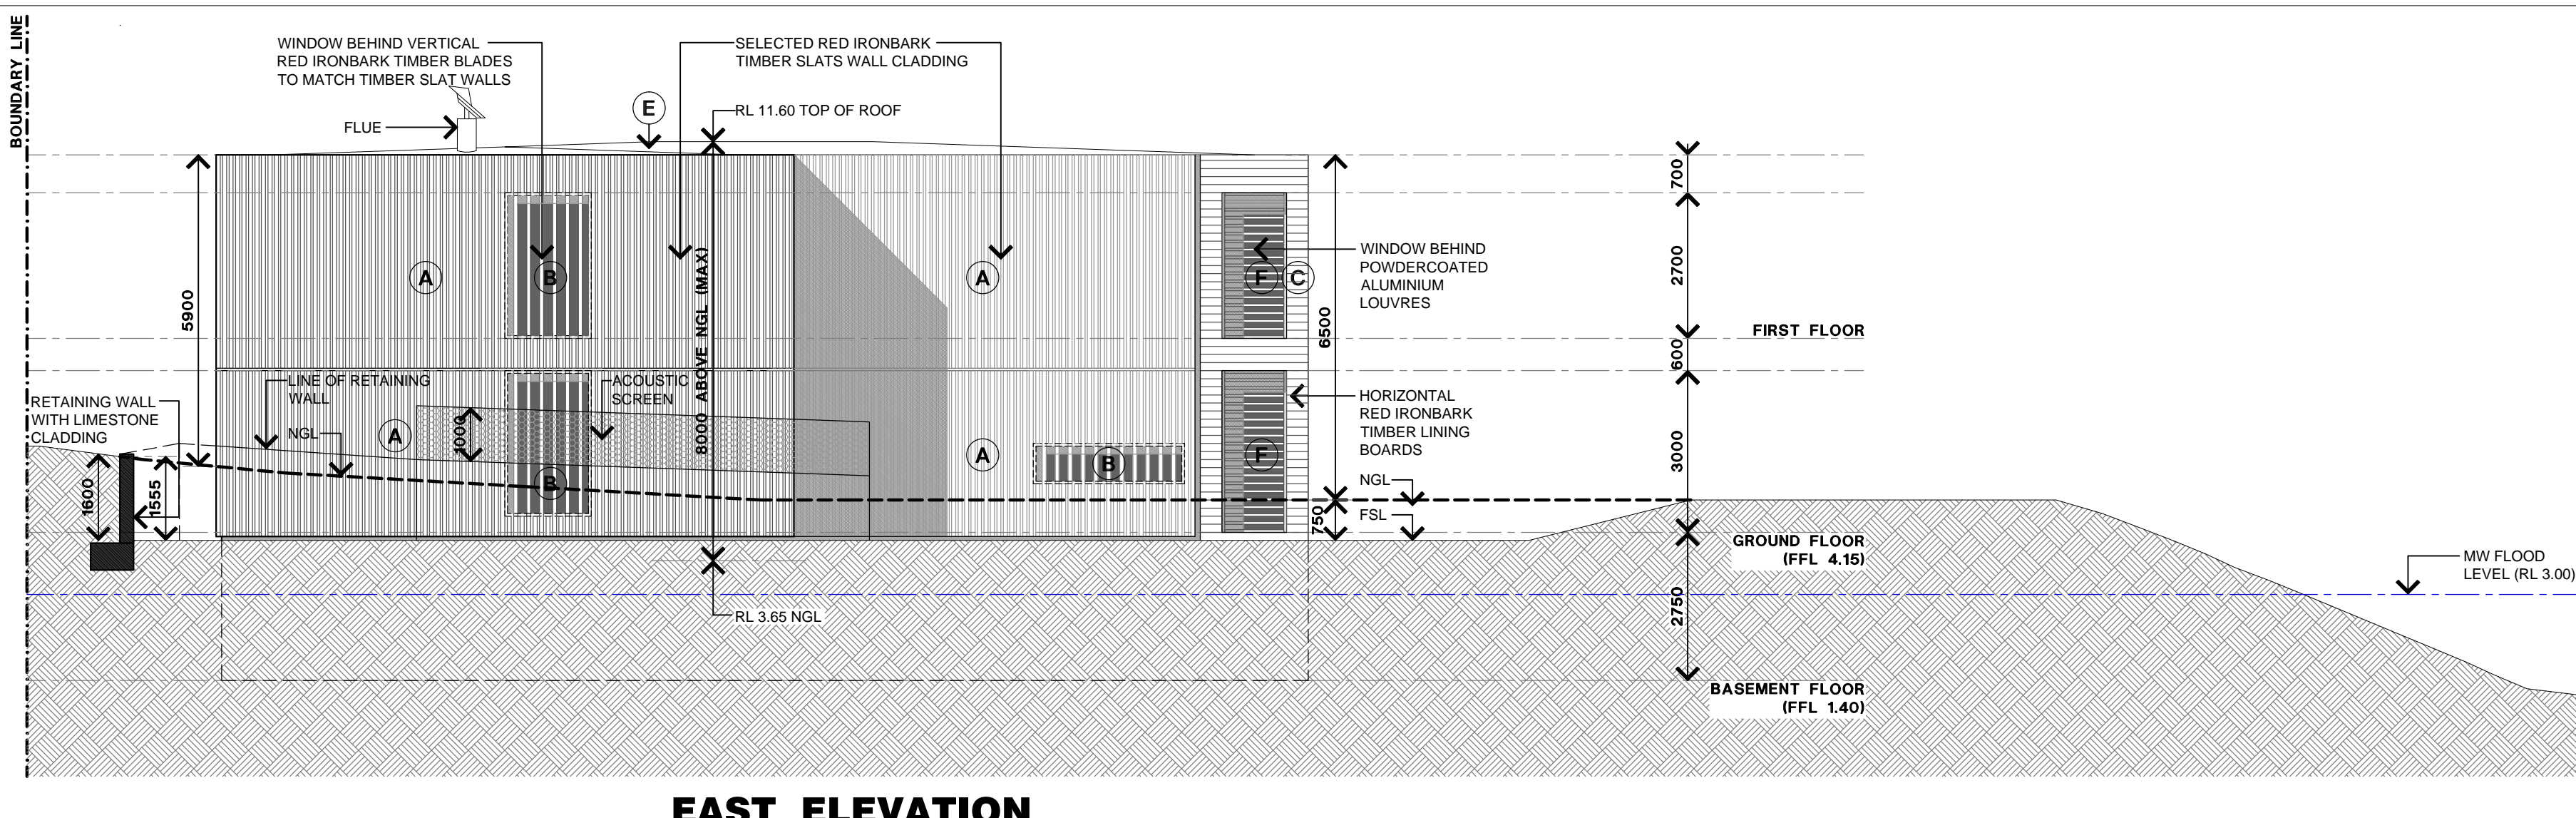 BOUNDARY LINE
WINDOW BEHIND VERTICAL
RED IRONBARK TIMBER BLADES
TO MATCH TIMBER SLAT WALLS
SELECTED RED IRONBARK
TIMBER SLATS WALL CLADDING
E
RL 11.60 TOP OF ROOF
FLUE
5900
A
B
8000 ABOVE NGL (MAX)
A
F
C
WINDOW BEHIND
POWDERCOATED
ALUMINIUM
LOUVRES
6500
700
2700
FIRST FLOOR
600
LINE OF RETAINING
WALL
ACOUSTIC
SCREEN
RETAINING WALL
WITH LIMESTONE
CLADDING
NGL
A
1000
B
A
B
F
HORIZONTAL
RED IRONBARK
TIMBER LINING
BOARDS
3000
NGL
FSL
750
1600
1555
GROUND FLOOR
(FFL 4.15)
MW FLOOD
LEVEL (RL 3.00)
2750
RL 3.65 NGL
BASEMENT FLOOR
(FFL 1.40)
EAST ELEVATION